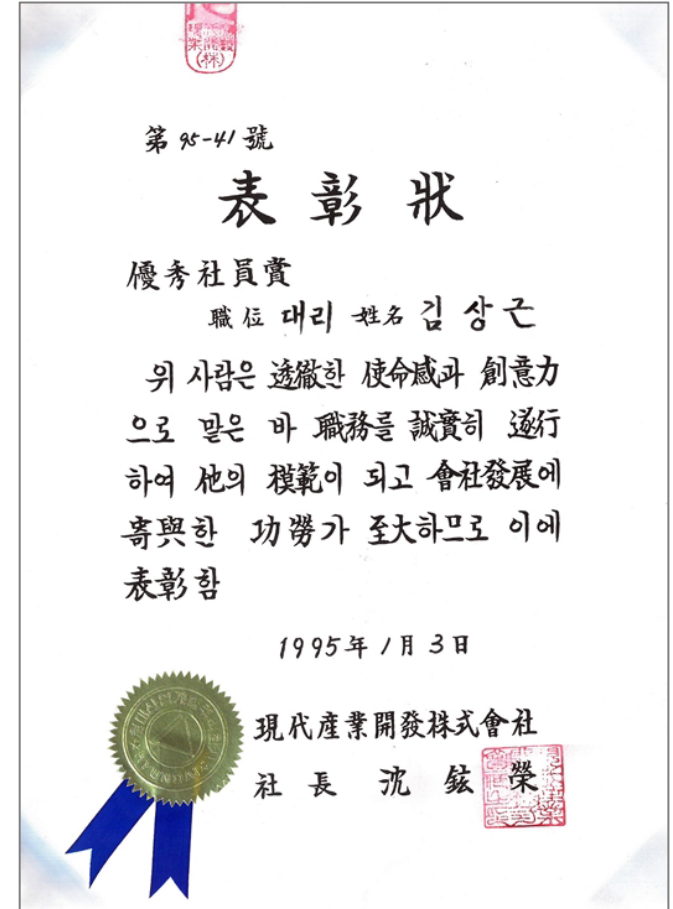 (株)
第 95-41 號
表彰狀
優秀社員賞
職位 대리 姓名 김상근
위 사람은 透徹한 使命感과 創意力
으로 맡은 바 職務를 誠實히 遂行
하여 他의 模範이 되고 會社發展에
寄與한 功勞가 至大하므로 이에
表彰함
1995年 1月 3日
現代産業開發株式會社
社長 沈鉉榮